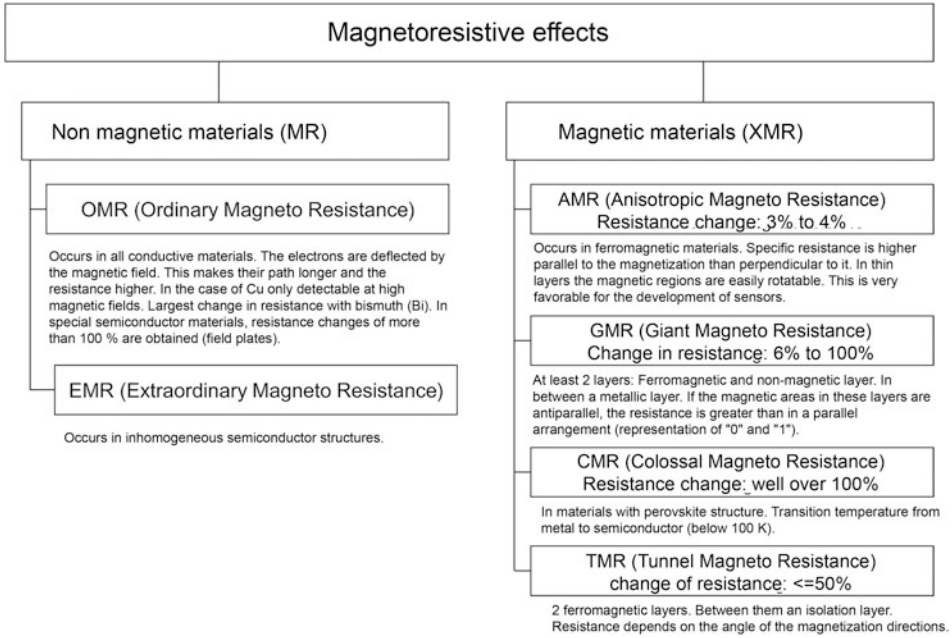 Magnetoresistive effects
Non magnetic materials (MR)
OMR (Ordinary Magneto Resistance)
Occurs in all conductive materials. The electrons are deflected
by the magnetic field. This makes their path longer and the
resistance higher. In the case of Cu only detectable at high
magnetic fields. Largest change in resistance with bismuth (Bi). In
special semiconductor materials, resistance changes of more
than 100 % are obtained (field plates).
EMR (Extraordinary Magneto Resistance)
Occurs in inhomogeneous semiconductor structures.
Magnetic materials (XMR)
AMR (Anisotropic Magneto Resistance)
Resistance change: 3% to 4%
Occurs in ferromagnetic materials. Specific resistance is higher
parallel to the magnetization than perpendicular to it. In thin
layers the magnetic regions are easily rotatable. This is very
favorable for the development of sensors.
GMR (Giant Magneto Resistance)
Change in resistance: 6% to 100%
At least 2 layers: Ferromagnetic and non-magnetic layer. In
between a metallic layer. If the magnetic areas in these layers are
antiparallel, the resistance is greater than in a parallel
arrangement (representation of "0" and "1").
CMR (Colossal Magneto Resistance)
Resistance change: well over 100%
In materials with perovskite structure. Transition temperature from
metal to semiconductor (below 100 K).
TMR (Tunnel Magneto Resistance)
change of resistance: <=50%
2 ferromagnetic layers. Between them an isolation layer.
Resistance depends on the angle of the magnetization directions.